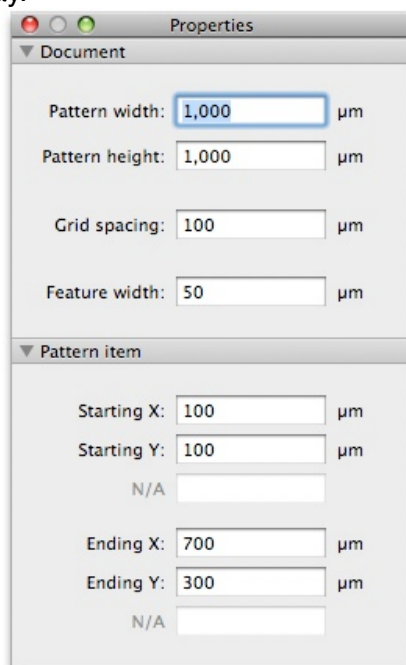 Properties
Document
Pattern width: 1,000 µm
Pattern height: 1,000 µm
Grid spacing: 100 µm
Feature width: 50 µm
Pattern item
Starting X: 100 µm
Starting Y: 100 µm
N/A
Ending X: 700 µm
Ending Y: 300 µm
N/A